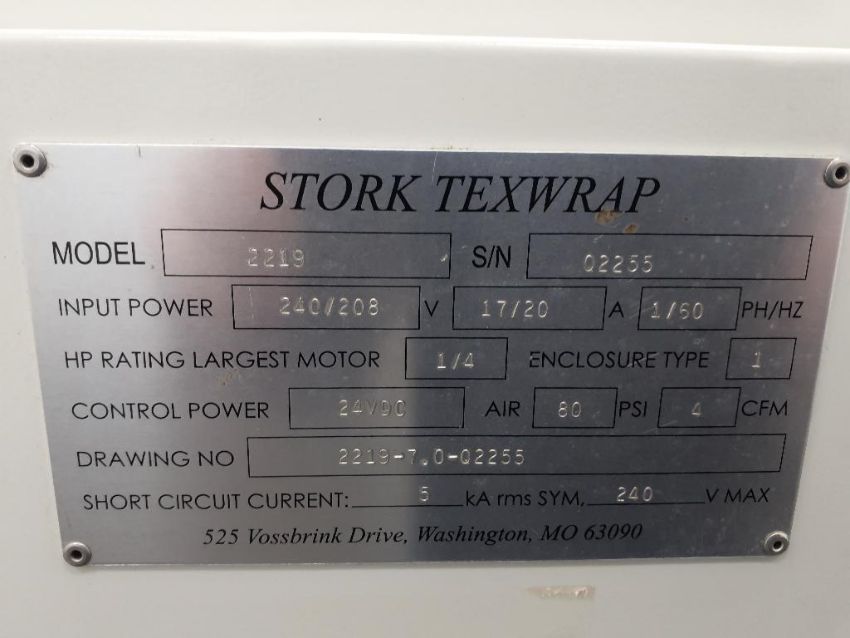 STORK TEXWRAP
MODEL 2219 S/N Q2255
INPUT POWER 240/208 V 17/20 A 1/60 PH/HZ
HP RATING LARGEST MOTOR 1/4 ENCLOSURE TYPE 1
CONTROL POWER 24VDC AIR 80 PSI 4 CFM
DRAWING NO 2219-7.0-Q2255
SHORT CIRCUIT CURRENT: 5 kA rms SYM, 240 V MAX
525 Vossbrink Drive, Washington, MO 63090